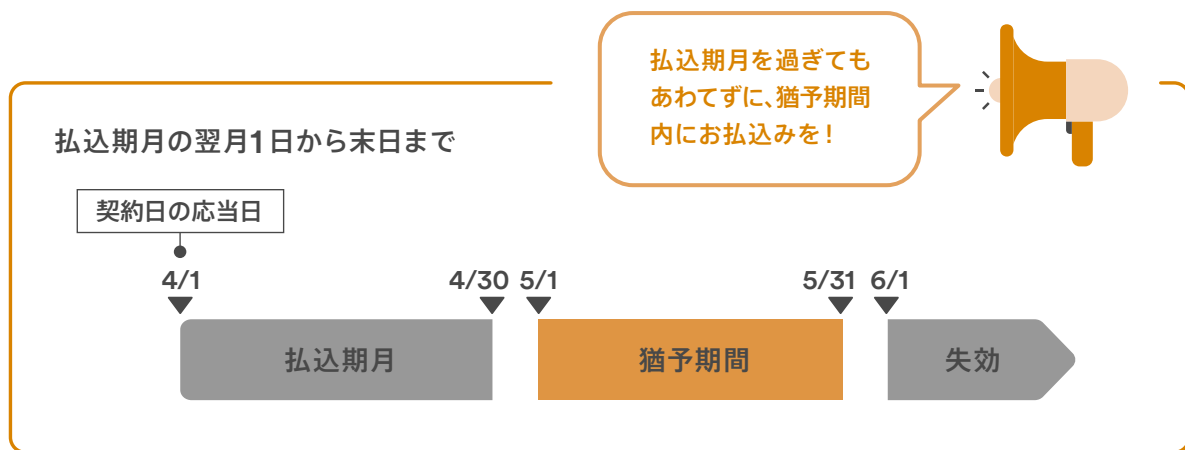 払込期月を過ぎても
あわてずに、猶予期間
内にお払込みを！
払込期月の翌月1日から末日まで
契約日の応当日
4/1
4/30
5/1
5/31
6/1
払込期月
猶予期間
失効